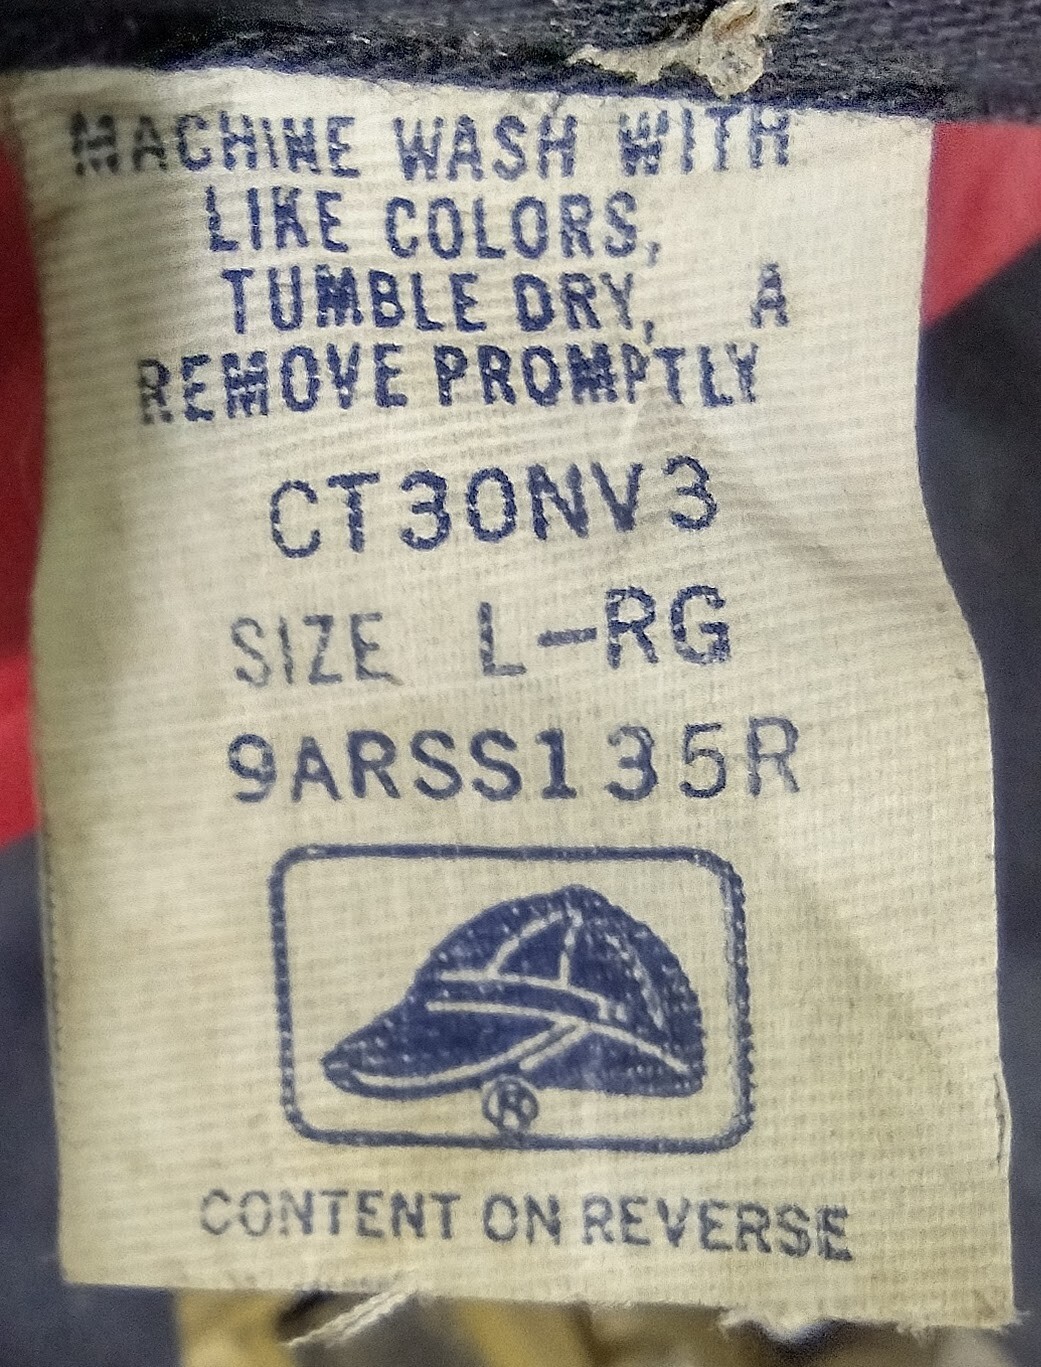 MACHINE WASH WITH
LIKE COLORS,
TUMBLE DRY, A
REMOVE PROMPTLY
CT30NV3
SIZE L-RG
9ARSS135R
®
CONTENT ON REVERSE